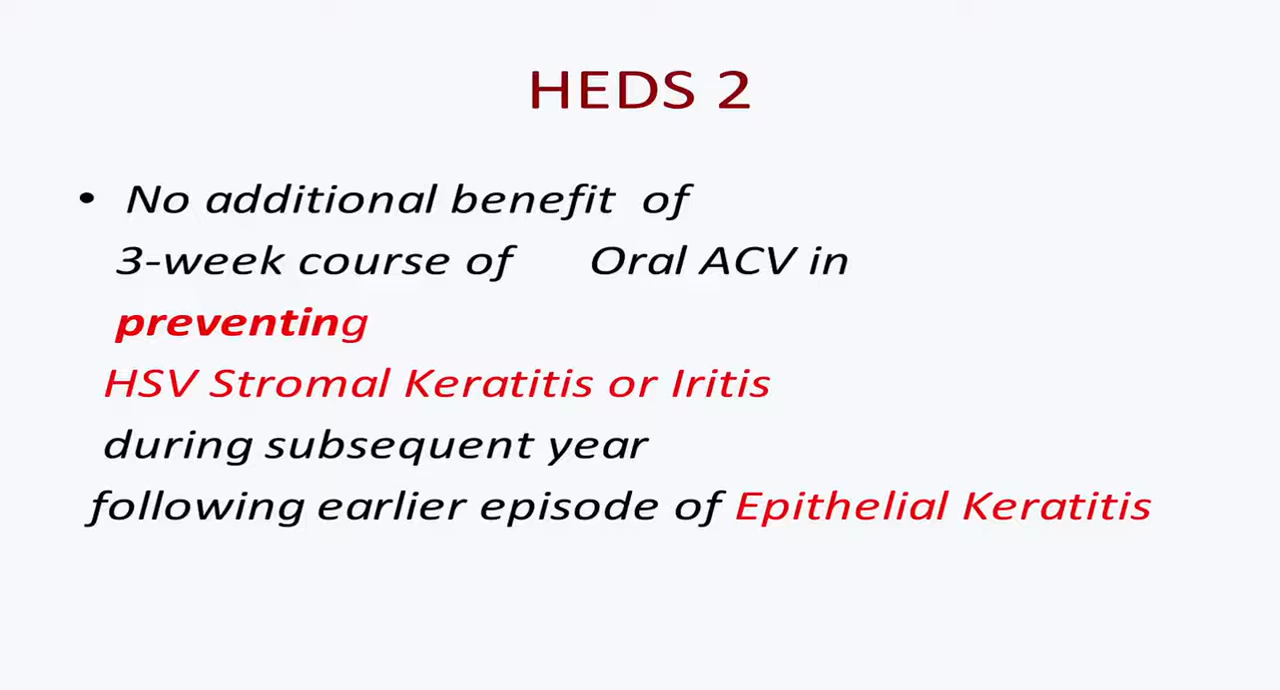 HEDS 2
• No additional benefit of
3-week course of Oral ACV in
preventing
HSV Stromal Keratitis or Iritis
during subsequent year
following earlier episode of Epithelial Keratitis